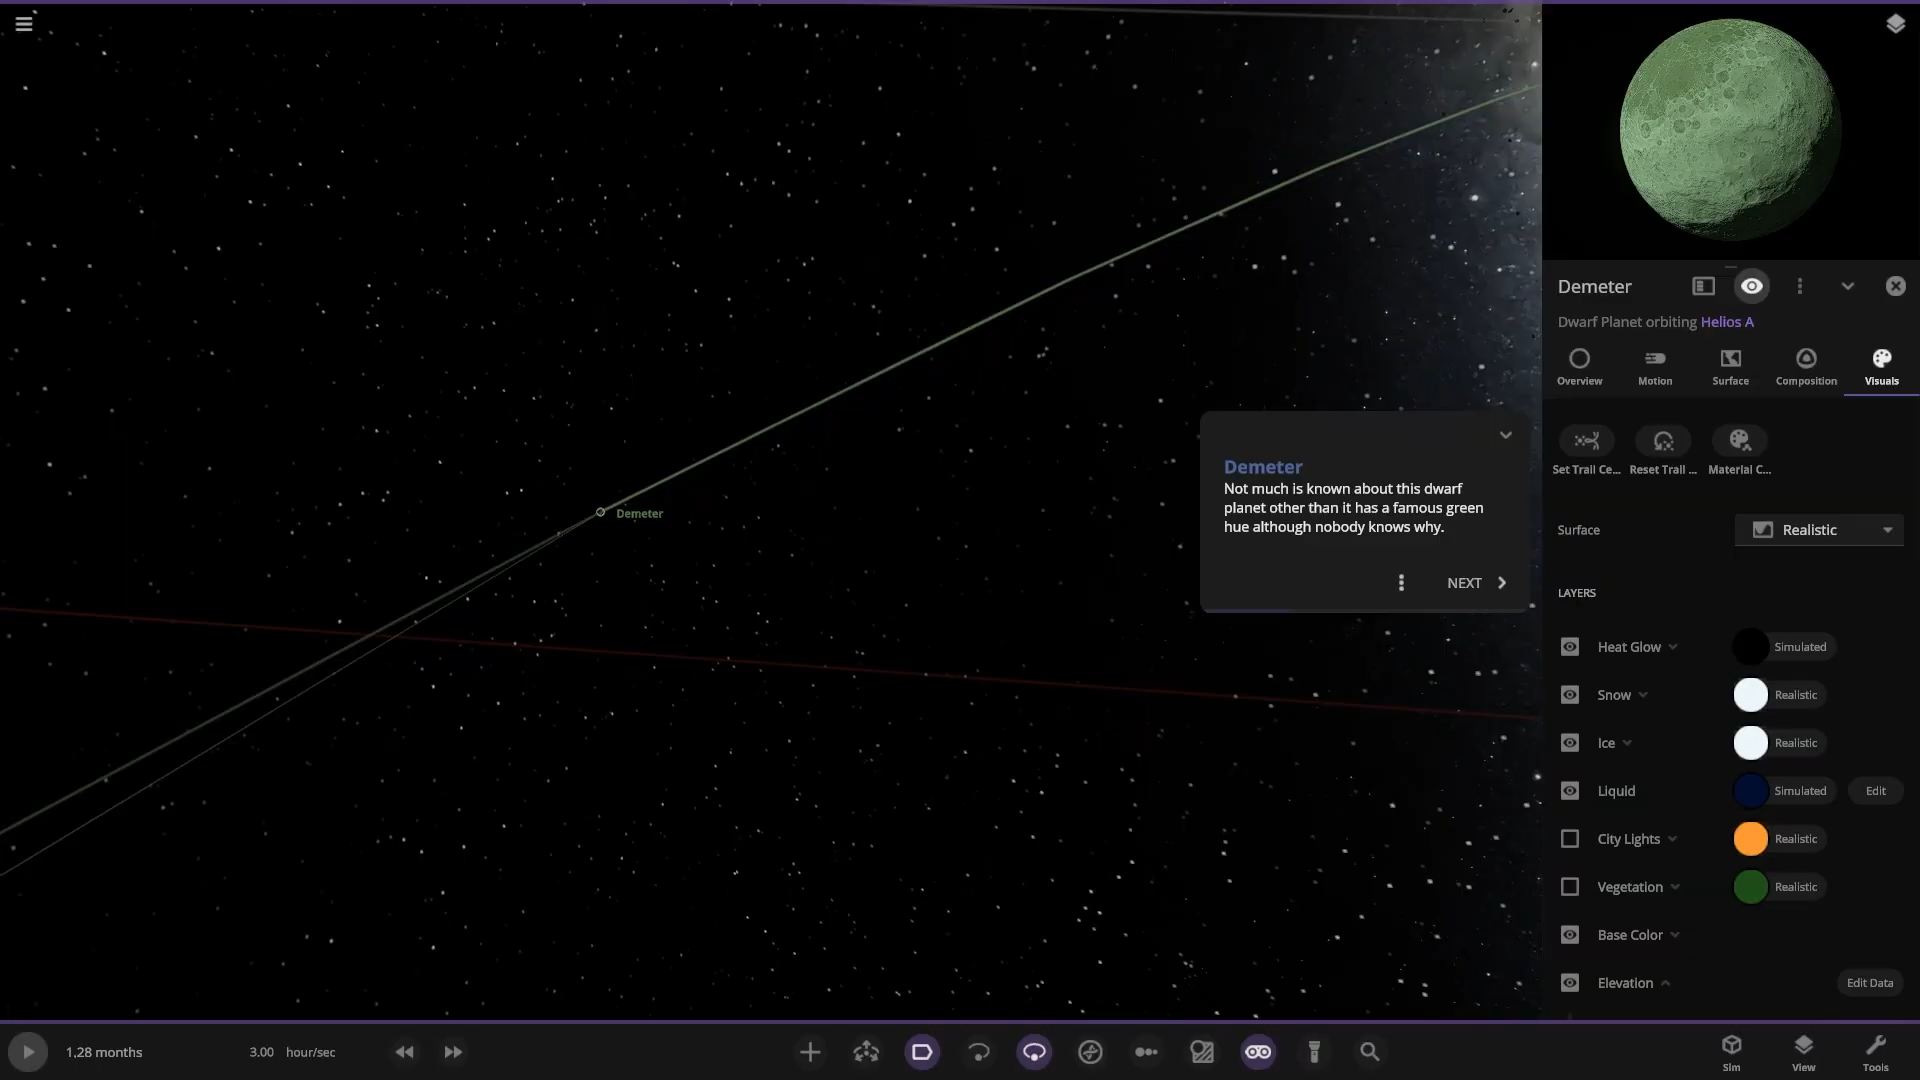 Demeter
Dwarf Planet orbiting Helios A
Overview
Motion
Surface
Composition
Visuals
Set Trail Ce...
Reset Trail ...
Material C...
Surface
Realistic
LAYERS
Heat Glow
Simulated
Snow
Realistic
Ice
Realistic
Liquid
Simulated
Edit
City Lights
Realistic
Vegetation
Realistic
Base Color
Elevation
Edit Data
Demeter
Demeter
Not much is known about this dwarf
planet other than it has a famous green
hue although nobody knows why.
NEXT
1.28 months
3.00 hour/sec
Sim
View
Tools